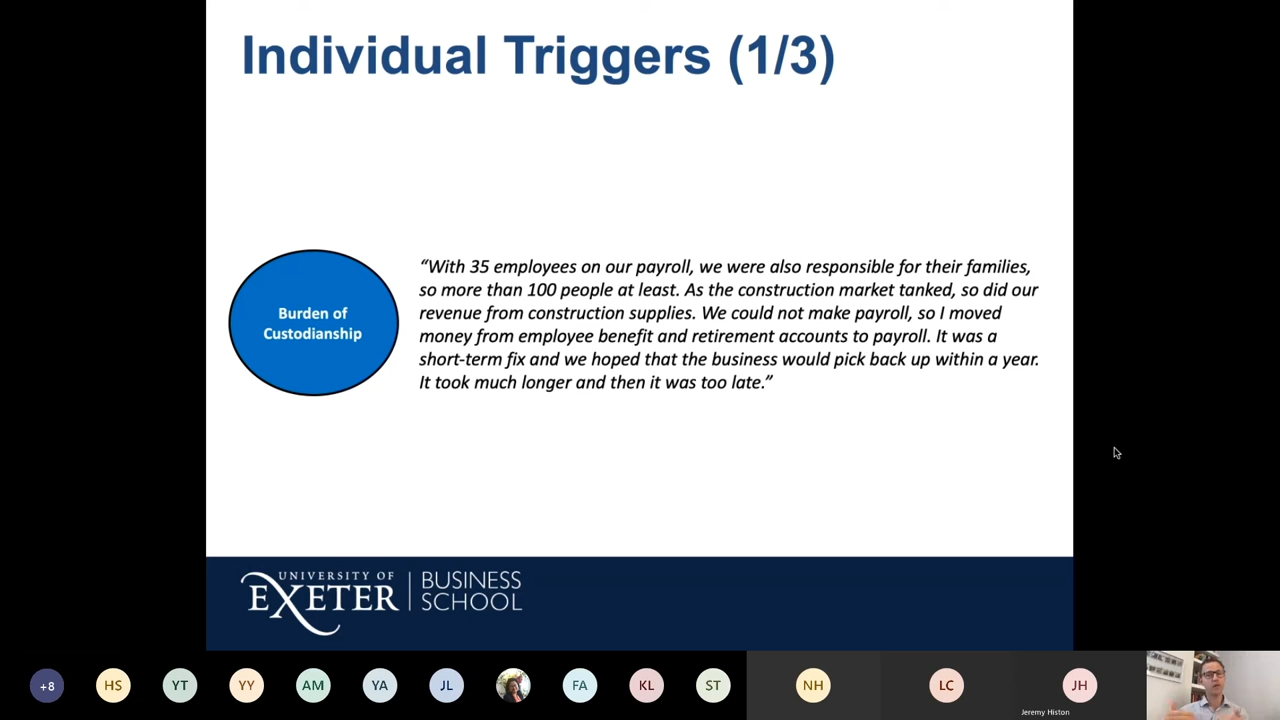 Individual Triggers (1/3)
Burden of
Custodianship
“With 35 employees on our payroll, we were also responsible for their families,
so more than 100 people at least. As the construction market tanked, so did our
revenue from construction supplies. We could not make payroll, so I moved
money from employee benefit and retirement accounts to payroll. It was a
short-term fix and we hoped that the business would pick back up within a year.
It took much longer and then it was too late.”
UNIVERSITY OF
EXETER
BUSINESS
SCHOOL
+8
HS
YT
YY
AM
YA
JL
FA
KL
ST
NH
LC
JH
Jeremy Histon